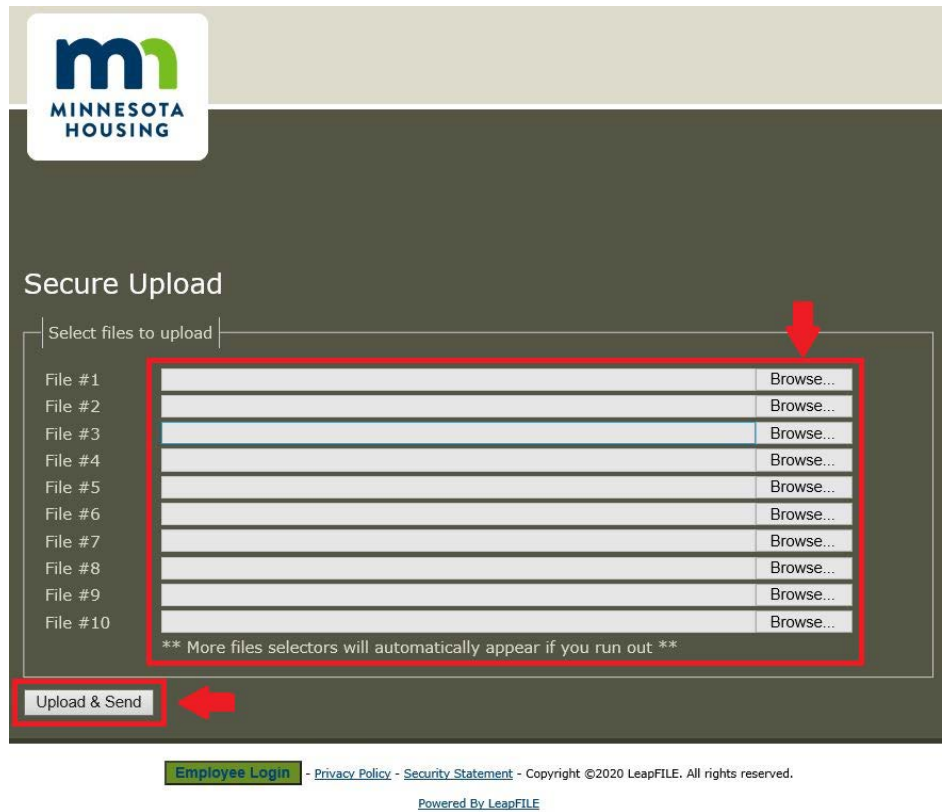 mn
MINNESOTA
HOUSING
Secure Upload
Select files to upload
File #1 Browse...
File #2 Browse...
File #3 Browse...
File #4 Browse...
File #5 Browse...
File #6 Browse...
File #7 Browse...
File #8 Browse...
File #9 Browse...
File #10 Browse...
** More files selectors will automatically appear if you run out **
Upload & Send
Employee Login - Privacy Policy - Security Statement - Copyright ©2020 LeapFILE. All rights reserved.
Powered By LeapFILE